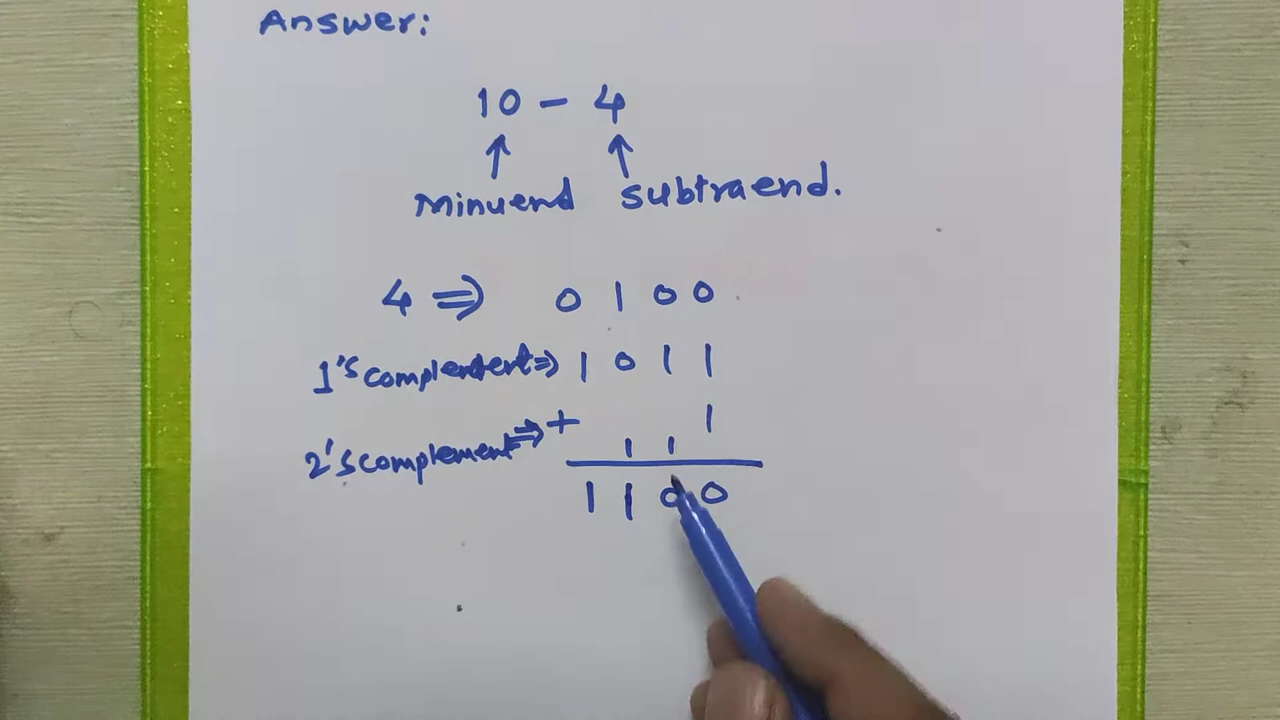 Answer:
10 - 4
↑ ↑
Minuend subtraend.
4 ⇒ 0 1 0 0
1's complement ⇒ 1 0 1 1
+ 1
2's complement ⇒ 1 1
1 1 0 0